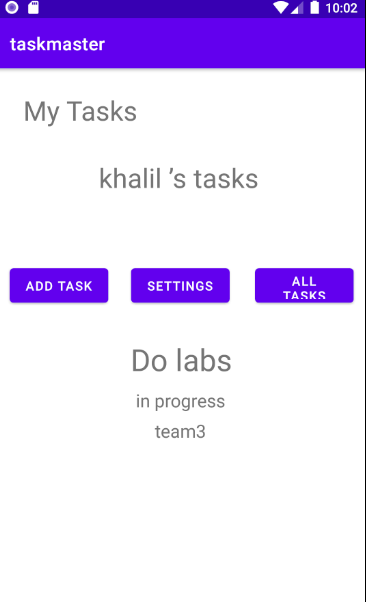 10:02
taskmaster
My Tasks
khalil ’s tasks
ADD TASK
SETTINGS
ALL
TASKS
Do labs
in progress
team3